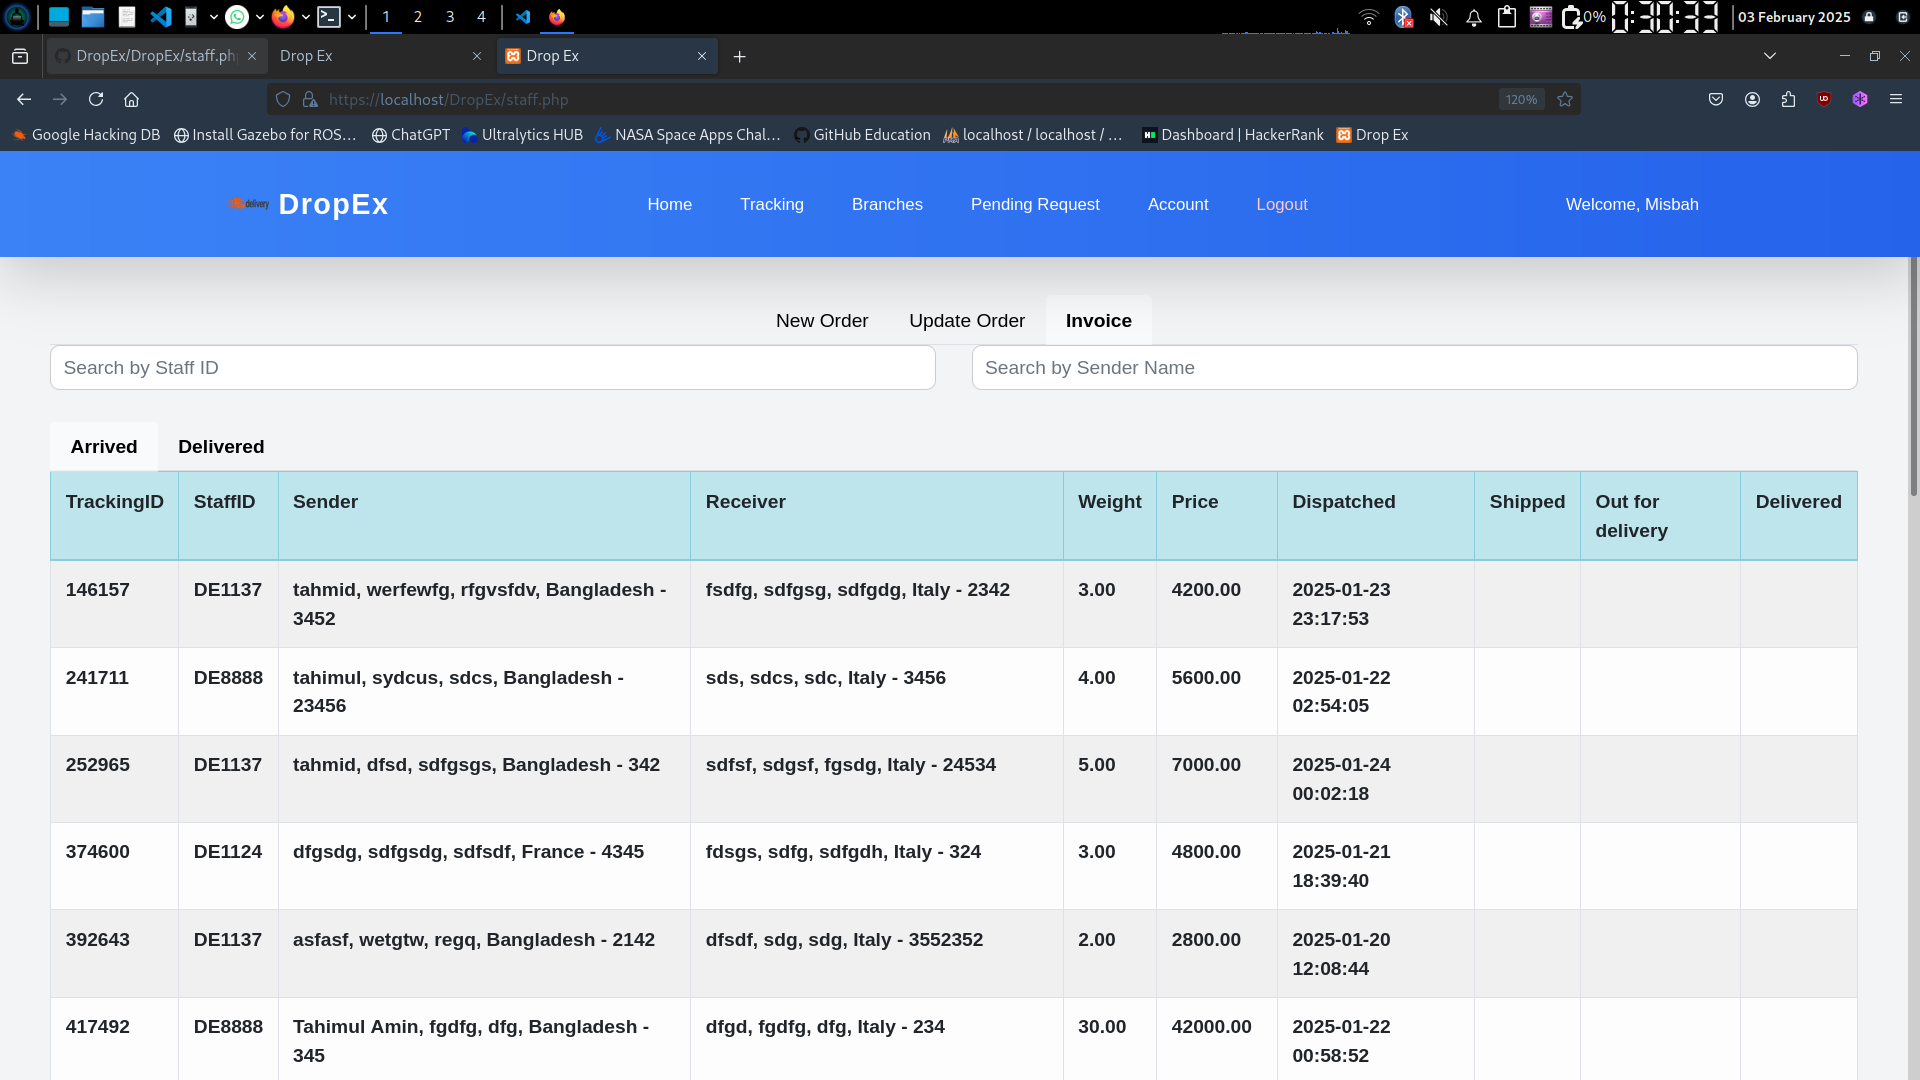 1 2 3 4 0% 0:30:33 03 February 2025
DropEx/DropEx/staff.ph Drop Ex Drop Ex
https://localhost/DropEx/staff.php 120%
Google Hacking DB Install Gazebo for ROS… ChatGPT Ultralytics HUB NASA Space Apps Chal… GitHub Education localhost / localhost / … Dashboard | HackerRank Drop Ex
delivery DropEx Home Tracking Branches Pending Request Account Logout Welcome, Misbah
New Order Update Order Invoice
Search by Staff ID Search by Sender Name
Arrived Delivered
TrackingID StaffID Sender Receiver Weight Price Dispatched Shipped Out for delivery Delivered
146157 DE1137 tahmid, werfewfg, rfgvsfdv, Bangladesh - 3452 fsdfg, sdfgsg, sdfgdg, Italy - 2342 3.00 4200.00 2025-01-23 23:17:53
241711 DE8888 tahimul, sydcus, sdcs, Bangladesh - 23456 sds, sdcs, sdc, Italy - 3456 4.00 5600.00 2025-01-22 02:54:05
252965 DE1137 tahmid, dfsd, sdfgsgs, Bangladesh - 342 sdfsf, sdgsf, fgsdg, Italy - 24534 5.00 7000.00 2025-01-24 00:02:18
374600 DE1124 dfgsdg, sdfgsdg, sdfsdf, France - 4345 fdsgs, sdfg, sdfgdh, Italy - 324 3.00 4800.00 2025-01-21 18:39:40
392643 DE1137 asfasf, wetgtw, regq, Bangladesh - 2142 dfsdf, sdg, sdg, Italy - 3552352 2.00 2800.00 2025-01-20 12:08:44
417492 DE8888 Tahimul Amin, fgdfg, dfg, Bangladesh - 345 dfgd, fgdfg, dfg, Italy - 234 30.00 42000.00 2025-01-22 00:58:52